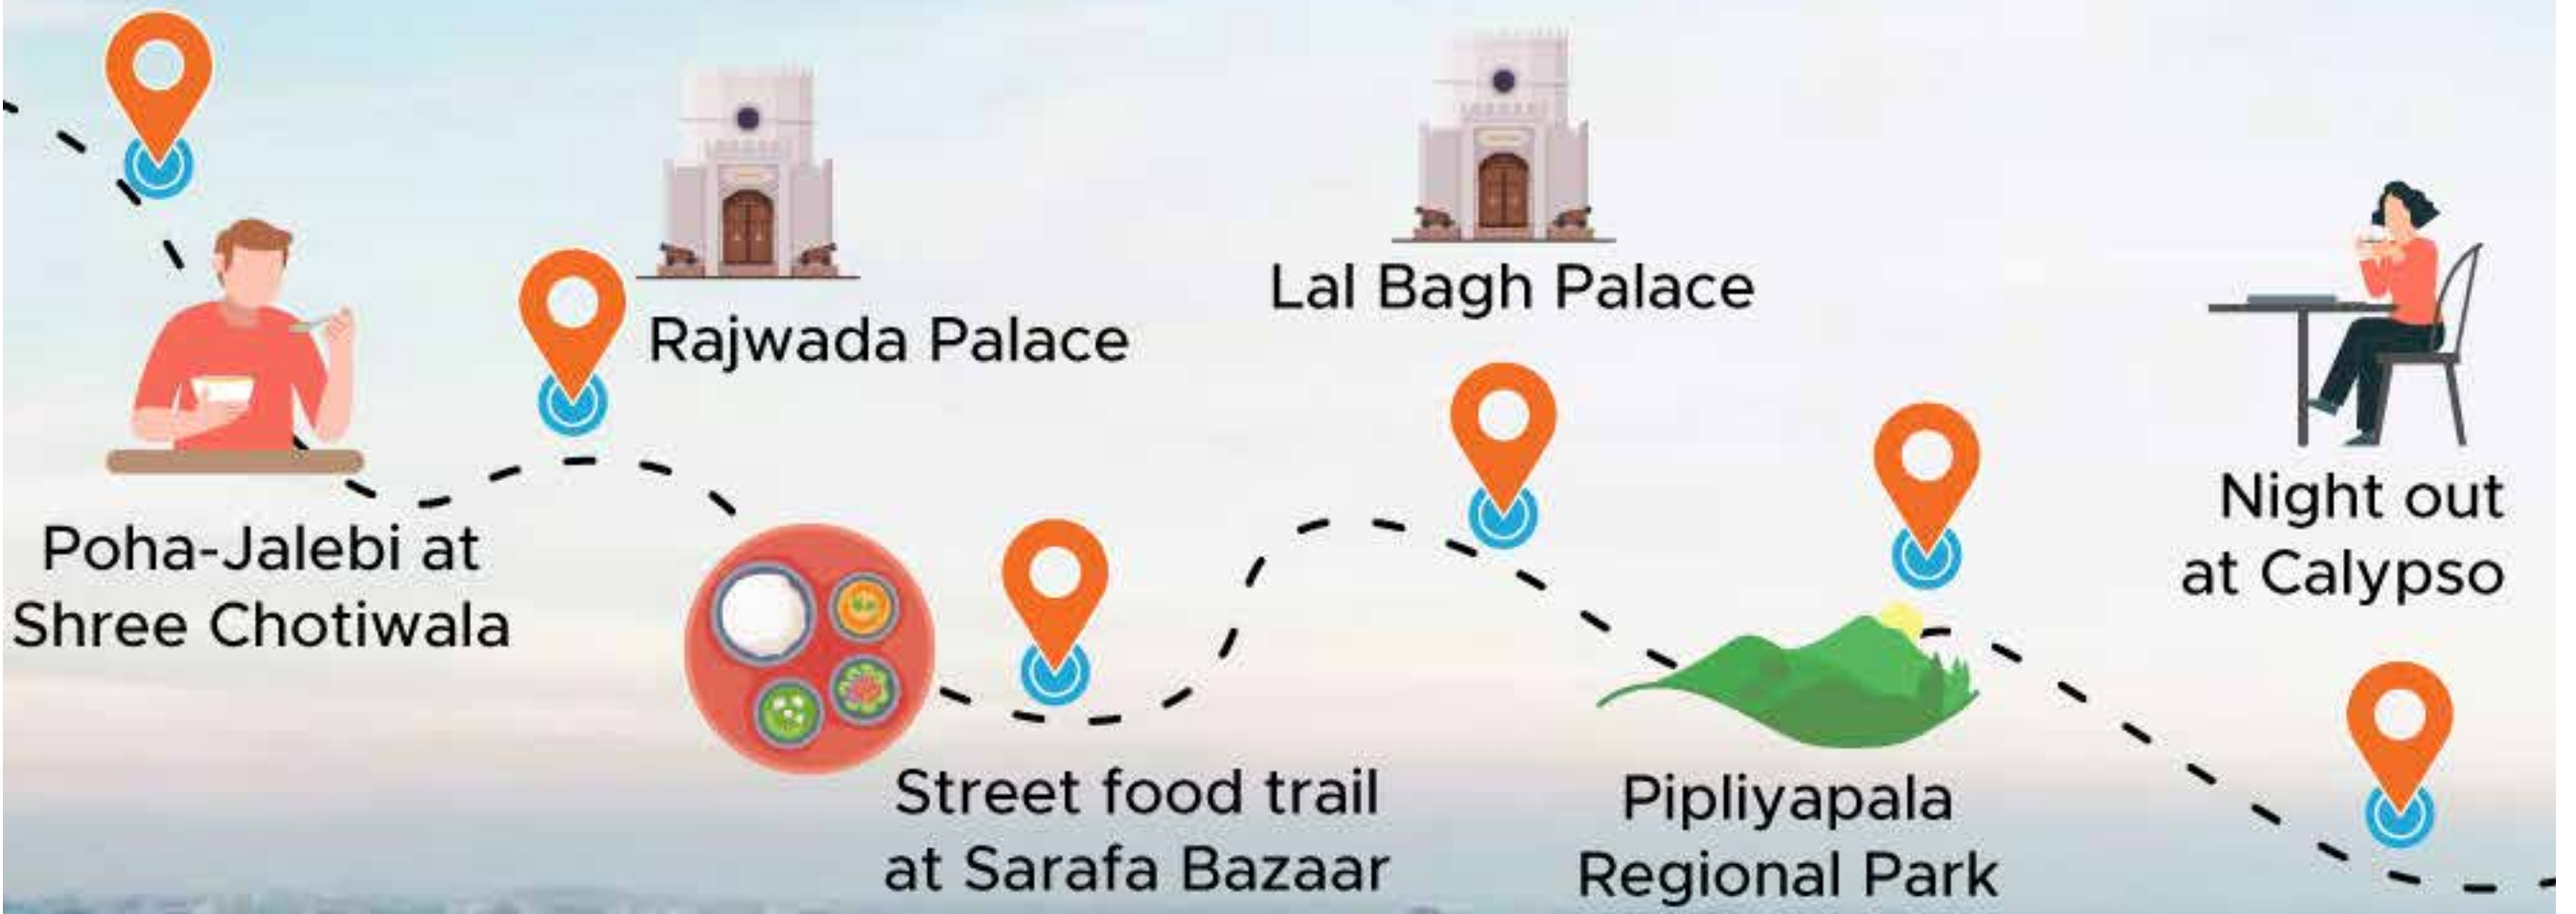 Poha-Jalebi at
Shree Chotiwala
Rajwada Palace
Street food trail
at Sarafa Bazaar
Lal Bagh Palace
Pipliyapala
Regional Park
Night out
at Calypso